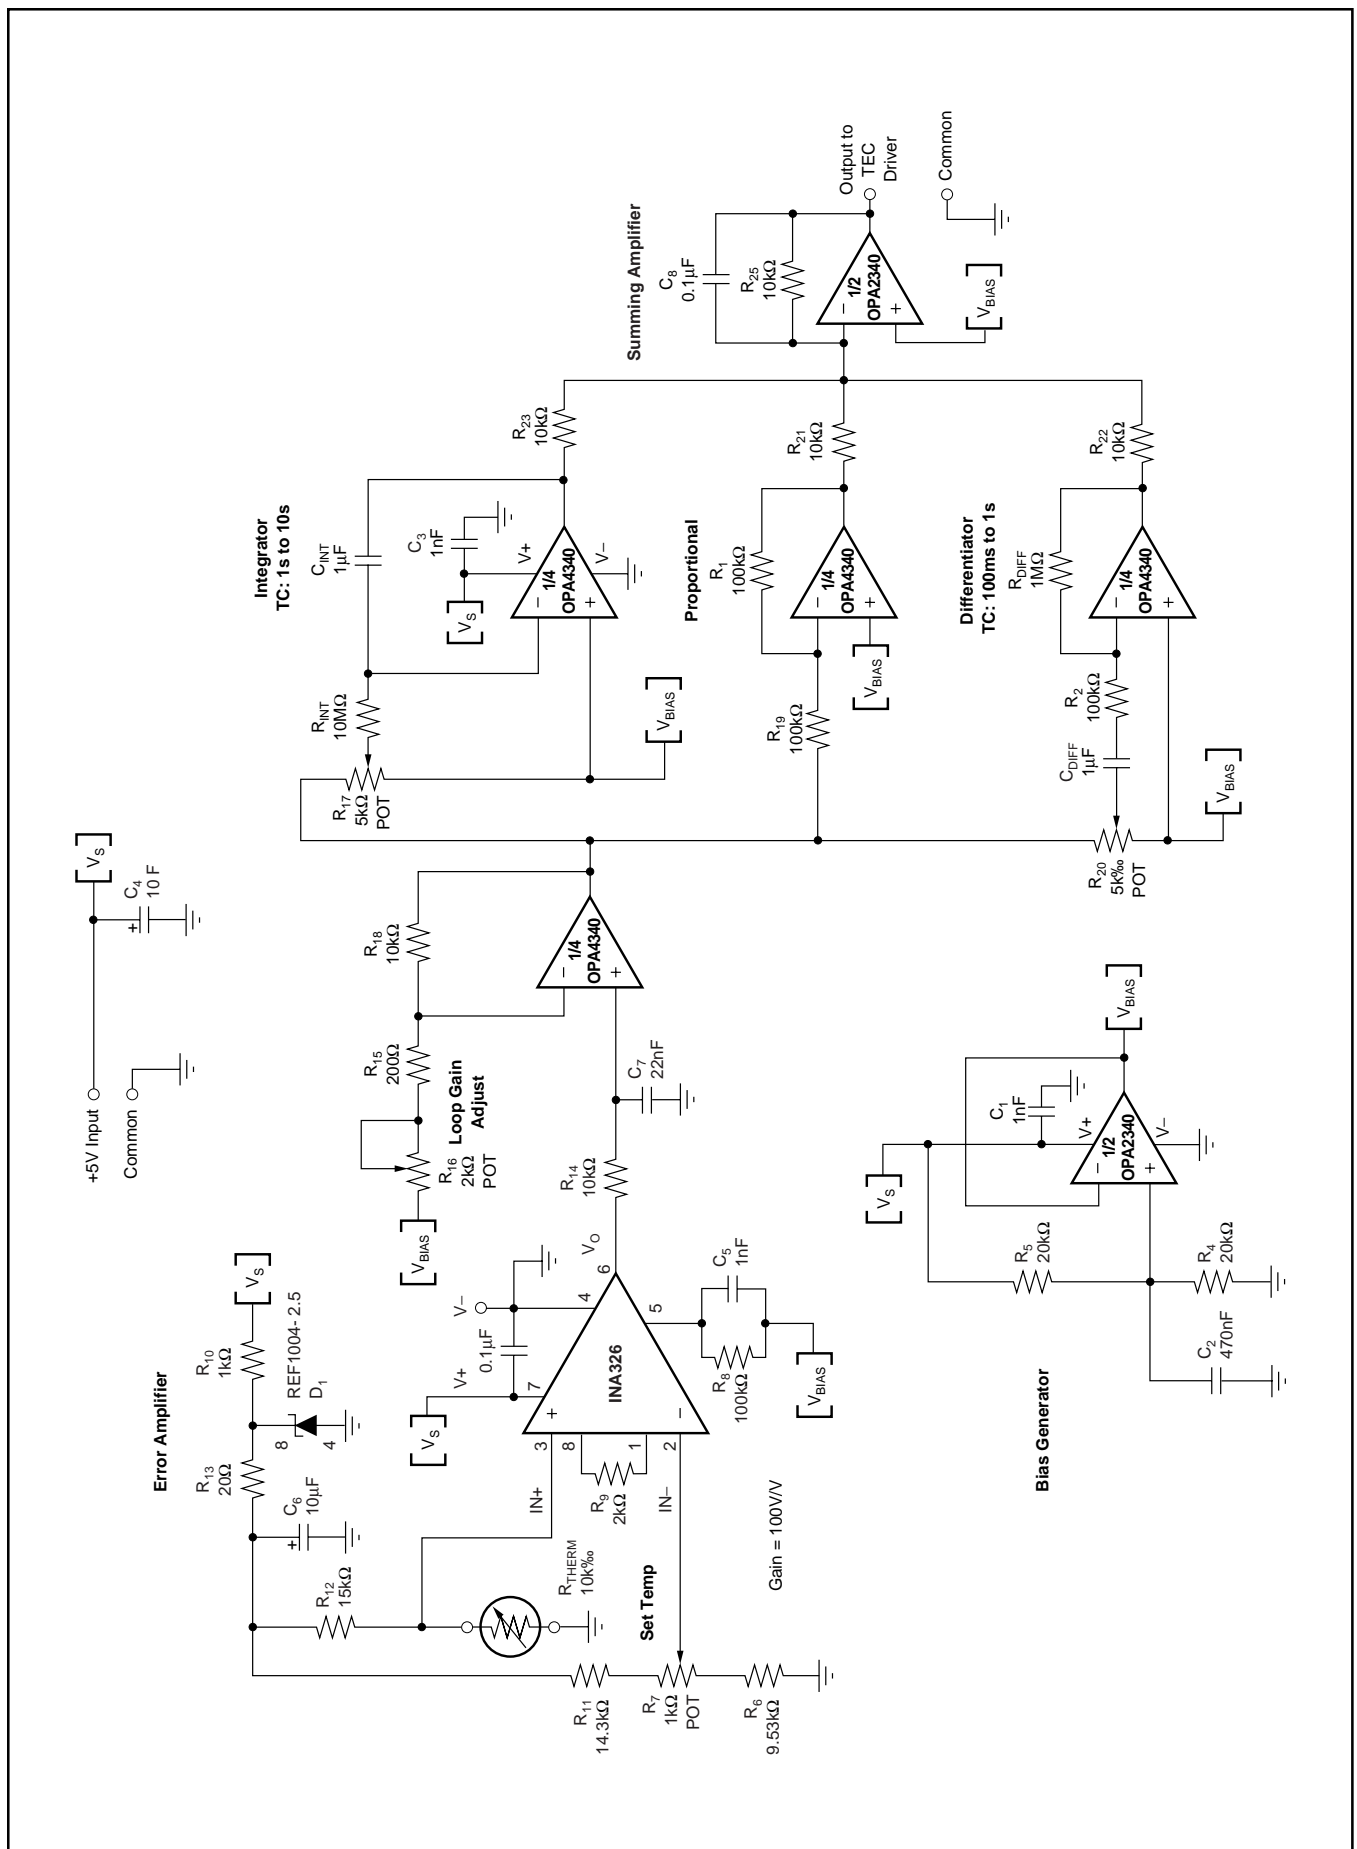 +5V Input
Common
C4
10 F
[VS]
Error Amplifier
R13
20Ω
R10
1kΩ
[VS]
8
4
REF1004- 2.5
D1
C6
10µF
+
R12
15kΩ
RTHERM
10k‰
R11
14.3kΩ
Set Temp
R7
1kΩ
POT
R6
9.53kΩ
IN+
3
8
R9
2kΩ
1
IN–
2
Gain = 100V/V
[VS]
V+
7
0.1µF
V–
4
+
–
INA326
VO
6
5
R8
100kΩ
C5
1nF
[VBIAS]
R14
10kΩ
C7
22nF
[VBIAS]
R16
2kΩ
POT
Loop Gain
Adjust
R15
200Ω
R18
10kΩ
–
+
1/4
OPA4340
Integrator
TC: 1s to 10s
R17
5kΩ
POT
RINT
10MΩ
CINT
1µF
[VS]
C3
1nF
V+
V–
–
+
1/4
OPA4340
[VBIAS]
R23
10kΩ
Proportional
R19
100kΩ
R1
100kΩ
–
+
1/4
OPA4340
[VBIAS]
R21
10kΩ
Differentiator
TC: 100ms to 1s
R20
5k‰
POT
CDIFF
1µF
R2
100kΩ
RDIFF
1MΩ
–
+
1/4
OPA4340
[VBIAS]
R22
10kΩ
Summing Amplifier
C8
0.1µF
R25
10kΩ
–
+
1/2
OPA2340
[VBIAS]
Output to
TEC
Driver
Common
Bias Generator
[VS]
R5
20kΩ
R4
20kΩ
C2
470nF
C1
1nF
V+
V–
–
+
1/2
OPA2340
[VBIAS]